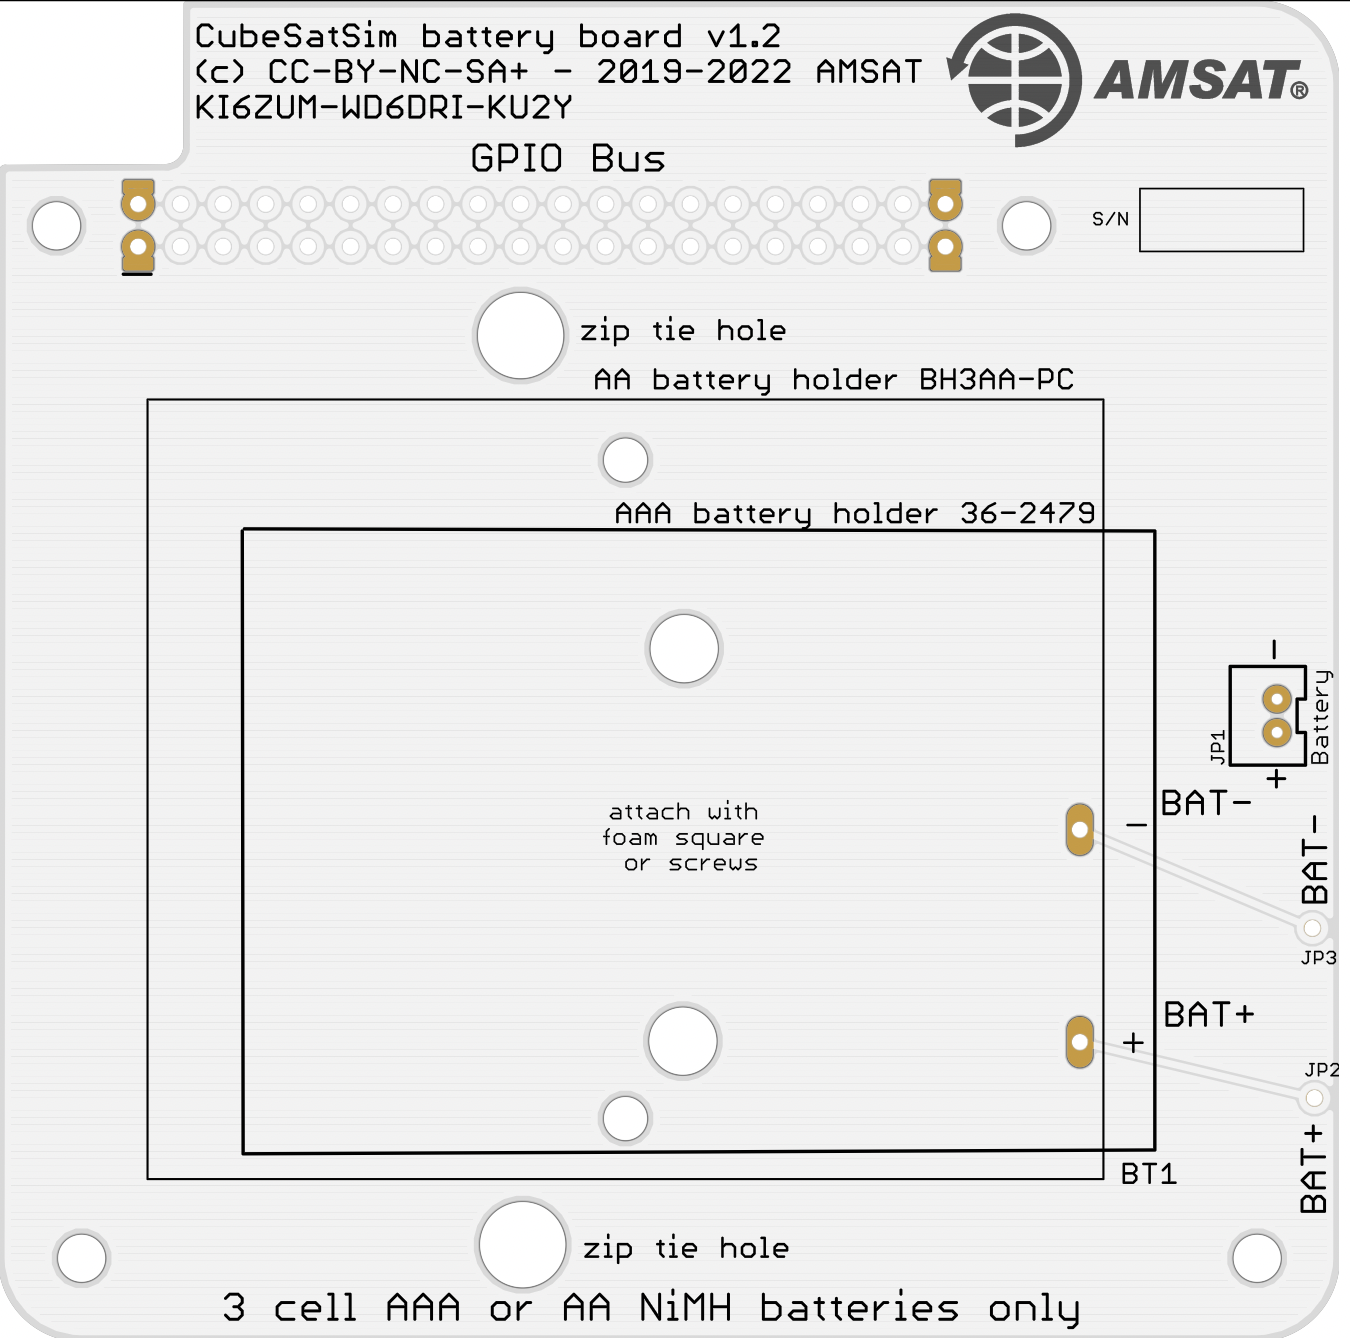 CubeSatSim battery board v1.2
(c) CC-BY-NC-SA+ - 2019-2022 AMSAT
KI6ZUM-WD6DRI-KU2Y
AMSAT®
GPIO Bus
S/N
zip tie hole
AA battery holder BH3AA-PC
AAA battery holder 36-2479
-
Battery
JP1
+
BAT-
-
attach with
foam square
or screws
BAT-
JP3
BAT+
+
JP2
BAT+
BT1
zip tie hole
3 cell AAA or AA NiMH batteries only